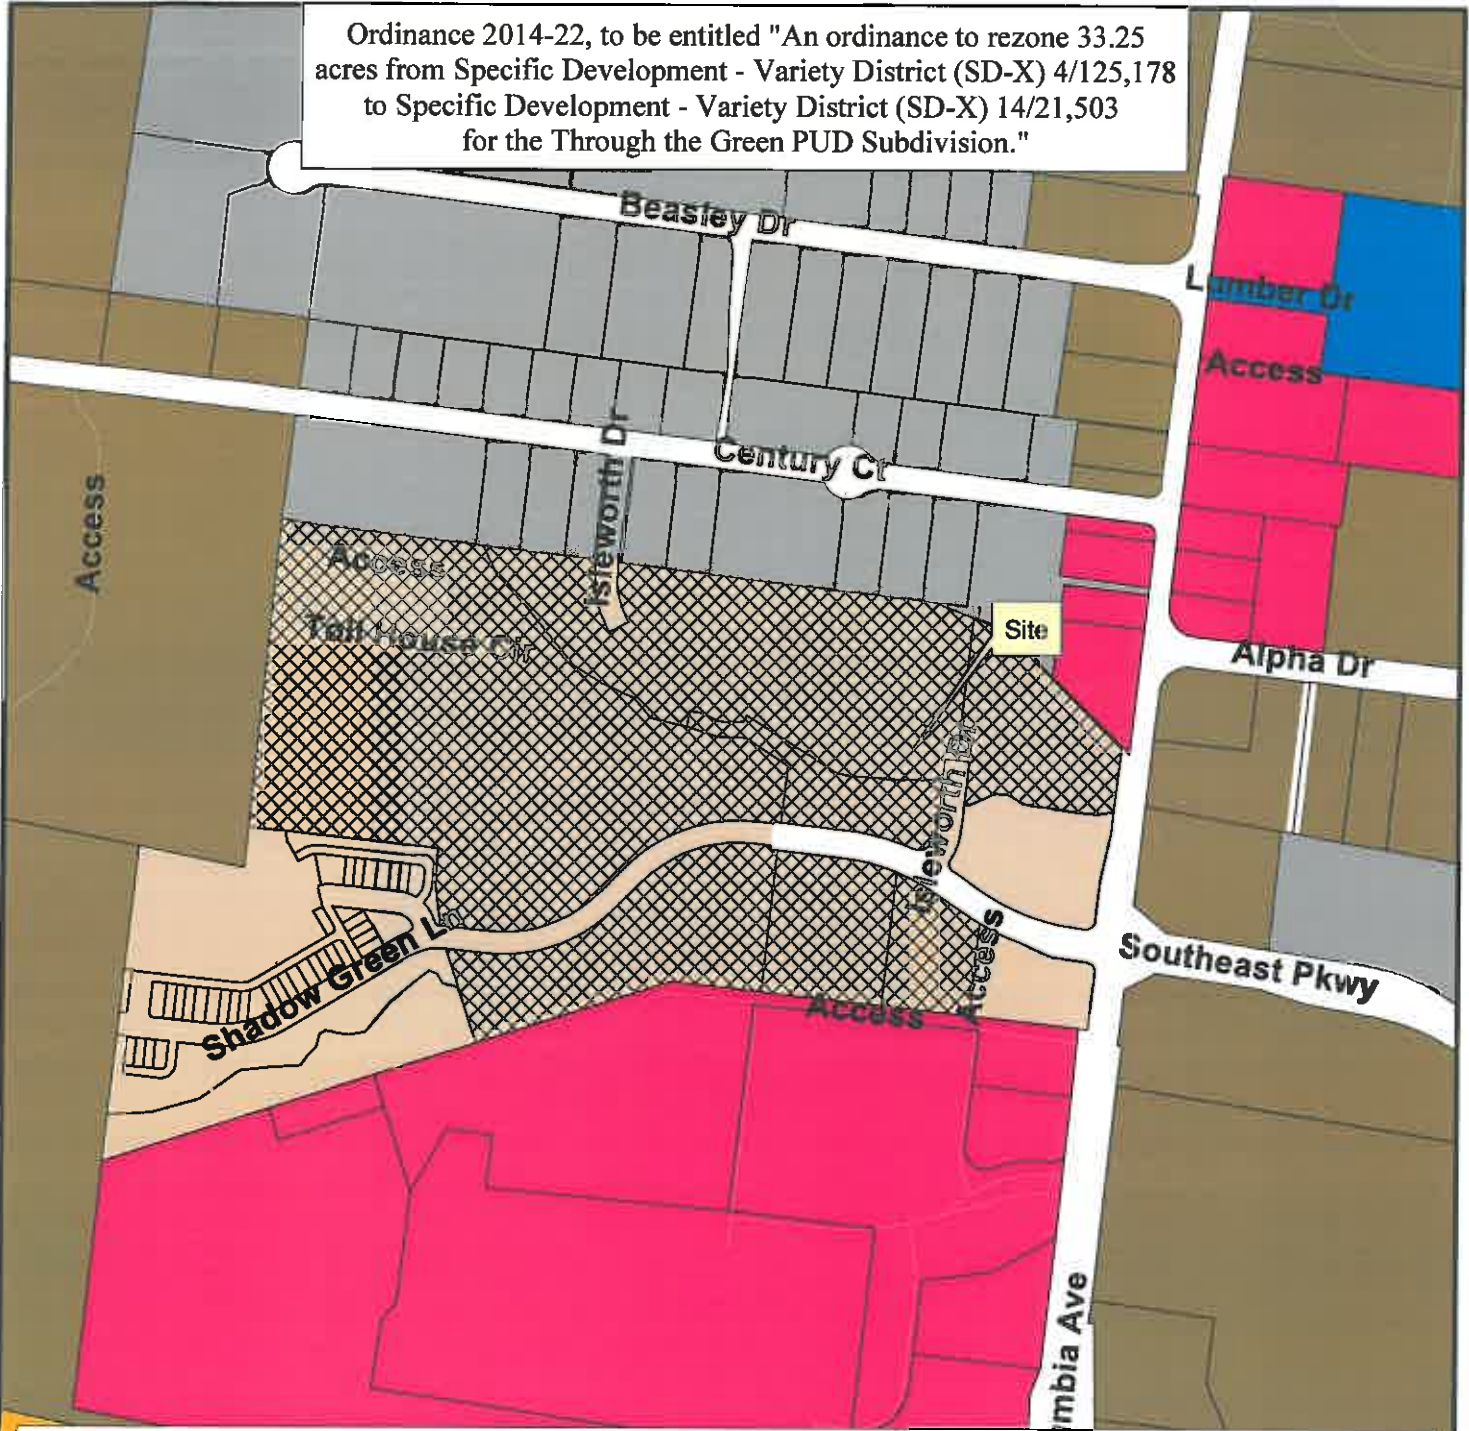 Ordinance 2014-22, to be entitled "An ordinance to rezone 33.25
acres from Specific Development - Variety District (SD-X) 4/125,178
to Specific Development - Variety District (SD-X) 14/21,503
for the Through the Green PUD Subdivision."
Beasley Dr
Lumber Dr
Access
Isleworth Dr
Century Ct
Access
Access
Toll House Cir
Site
Alpha Dr
Isleworth Dr
Shadow Green Ln
Access
Access
Southeast Pkwy
mbia Ave